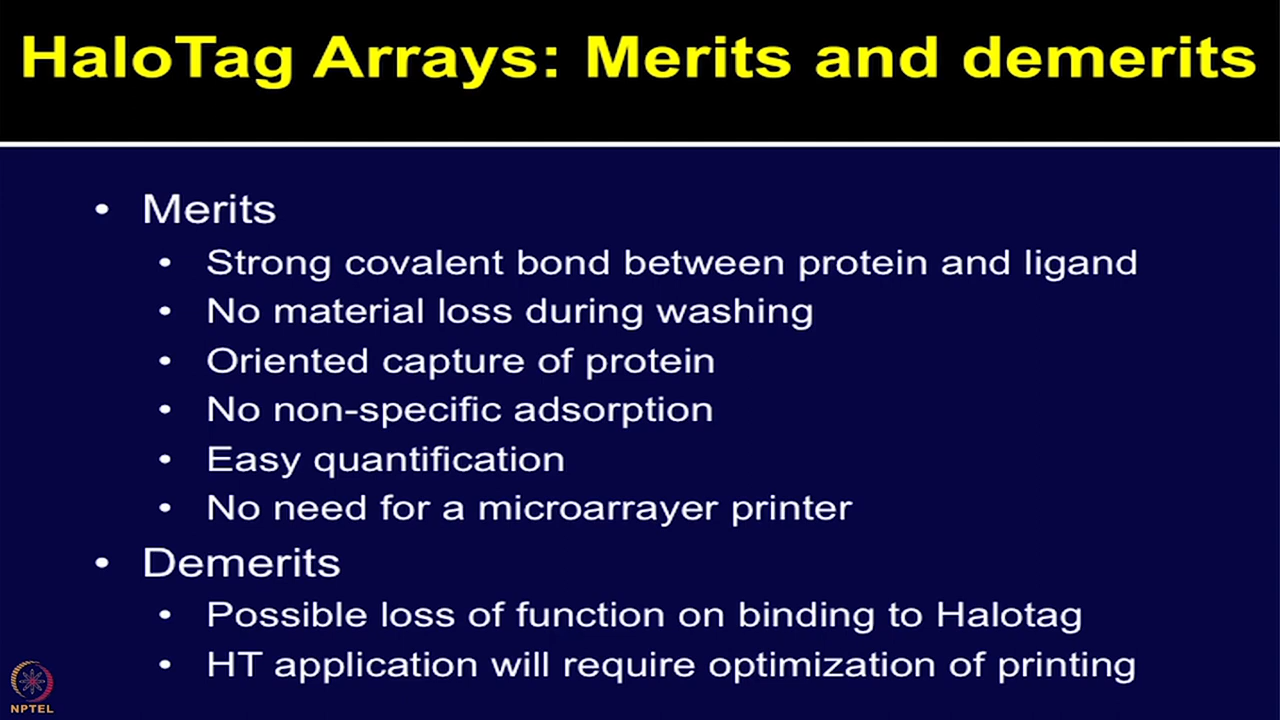 HaloTag Arrays: Merits and demerits
• Merits
• Strong covalent bond between protein and ligand
• No material loss during washing
• Oriented capture of protein
• No non-specific adsorption
• Easy quantification
• No need for a microarrayer printer
• Demerits
• Possible loss of function on binding to Halotag
• HT application will require optimization of printing
NPTEL